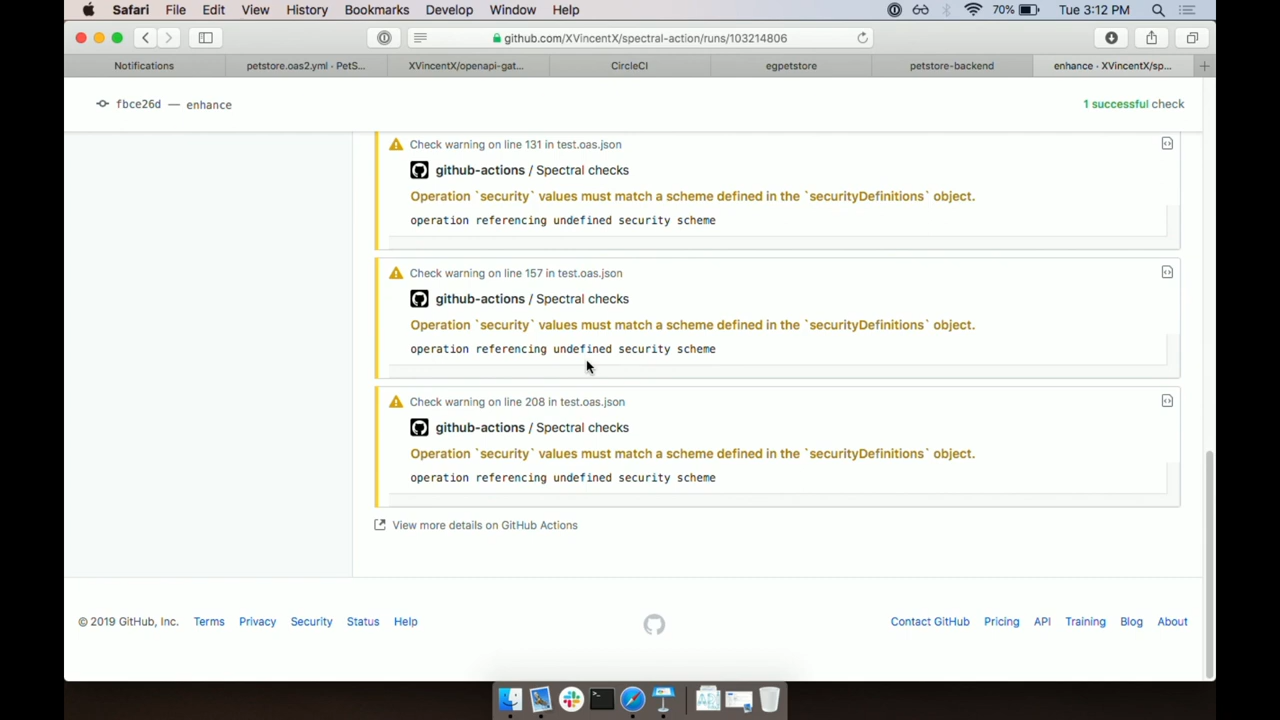 Safari File Edit View History Bookmarks Develop Window Help 70% Tue 3:12 PM
github.com/XVincentX/spectral-action/runs/103214806
Notifications petstore.oas2.yml · PetS... XVincentX/openapi-gat... CircleCI egpetstore petstore-backend enhance · XVincentX/sp...
fbce26d — enhance 1 successful check
Check warning on line 131 in test.oas.json
github-actions / Spectral checks
Operation `security` values must match a scheme defined in the `securityDefinitions` object.
operation referencing undefined security scheme
Check warning on line 157 in test.oas.json
github-actions / Spectral checks
Operation `security` values must match a scheme defined in the `securityDefinitions` object.
operation referencing undefined security scheme
Check warning on line 208 in test.oas.json
github-actions / Spectral checks
Operation `security` values must match a scheme defined in the `securityDefinitions` object.
operation referencing undefined security scheme
View more details on GitHub Actions
© 2019 GitHub, Inc. Terms Privacy Security Status Help Contact GitHub Pricing API Training Blog About